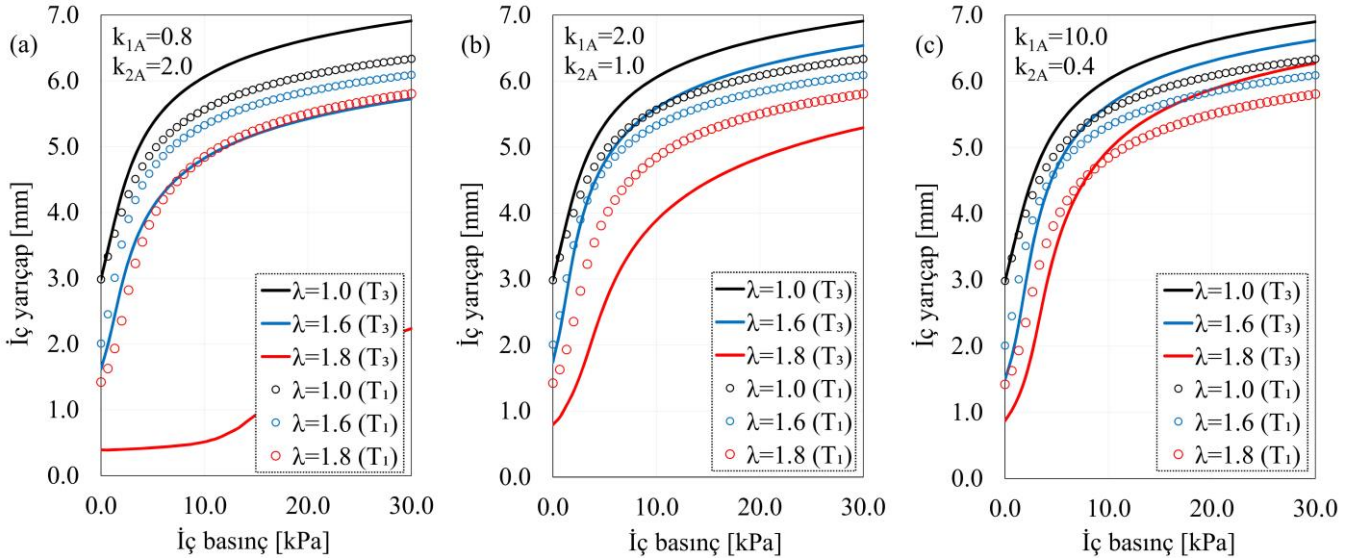 (a)
k₁A=0.8
k₂A=2.0
7.0
6.0
5.0
4.0
3.0
2.0
1.0
0.0
İç yarıçap [mm]
λ=1.0 (T₃)
λ=1.6 (T₃)
λ=1.8 (T₃)
λ=1.0 (T₁)
λ=1.6 (T₁)
λ=1.8 (T₁)
0.0 10.0 20.0 30.0
İç basınç [kPa]
(b)
k₁A=2.0
k₂A=1.0
7.0
6.0
5.0
4.0
3.0
2.0
1.0
0.0
İç yarıçap [mm]
λ=1.0 (T₃)
λ=1.6 (T₃)
λ=1.8 (T₃)
λ=1.0 (T₁)
λ=1.6 (T₁)
λ=1.8 (T₁)
0.0 10.0 20.0 30.0
İç basınç [kPa]
(c)
k₁A=10.0
k₂A=0.4
7.0
6.0
5.0
4.0
3.0
2.0
1.0
0.0
İç yarıçap [mm]
λ=1.0 (T₃)
λ=1.6 (T₃)
λ=1.8 (T₃)
λ=1.0 (T₁)
λ=1.6 (T₁)
λ=1.8 (T₁)
0.0 10.0 20.0 30.0
İç basınç [kPa]